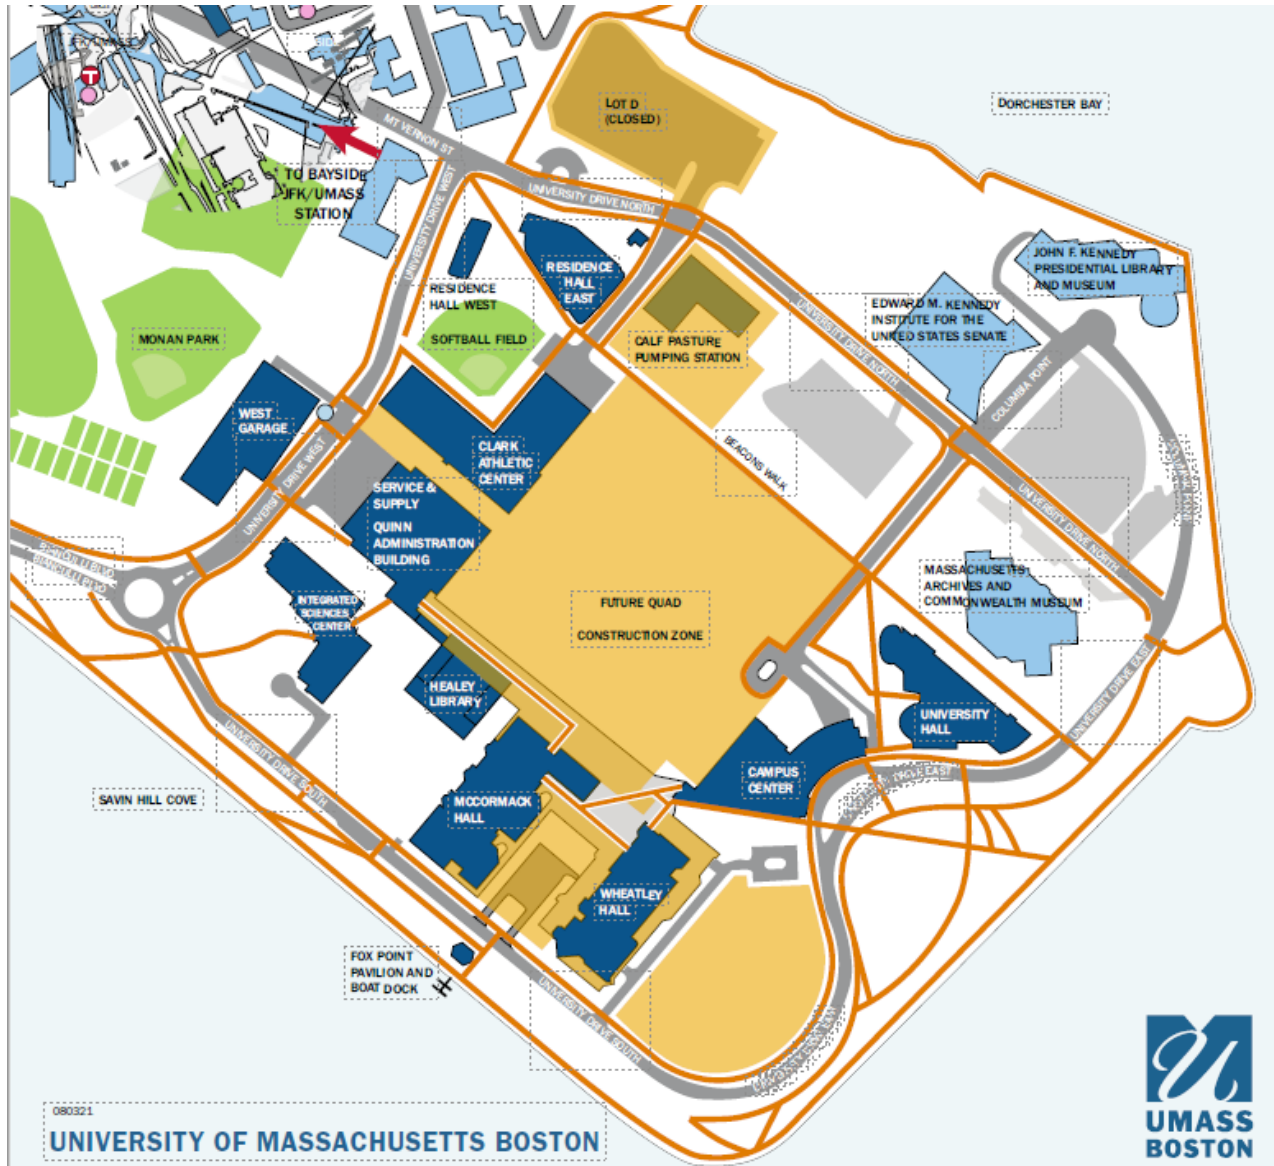 LOT D
(CLOSED)
DORCHESTER BAY
MT VERNON ST
TO BAYSIDE
JFK/UMASS
STATION
T
UNIVERSITY DRIVE WEST
UNIVERSITY DRIVE NORTH
RESIDENCE
HALL
EAST
RESIDENCE
HALL WEST
JOHN F. KENNEDY
PRESIDENTIAL LIBRARY
AND MUSEUM
EDWARD M. KENNEDY
INSTITUTE FOR THE
UNITED STATES SENATE
MONAN PARK
SOFTBALL FIELD
CALF PASTURE
PUMPING STATION
UNIVERSITY DRIVE NORTH
COLUMBIA POINT
WEST
GARAGE
CLARK
ATHLETIC
CENTER
BEACONS WALK
UNIVERSITY DRIVE WEST
SERVICE &
SUPPLY
QUINN
ADMINISTRATION
BUILDING
UNIVERSITY DRIVE NORTH
BIANCULLI BLVD
BIANCULLI BLVD
MASSACHUSETTS
ARCHIVES AND
COMMONWEALTH MUSEUM
INTEGRATED
SCIENCES
CENTER
FUTURE QUAD
CONSTRUCTION ZONE
HEALEY
LIBRARY
UNIVERSITY
HALL
UNIVERSITY DRIVE EAST
UNIVERSITY DRIVE SOUTH
CAMPUS
CENTER
DRIVE EAST
SAVIN HILL COVE
MCCORMACK
HALL
WHEATLEY
HALL
FOX POINT
PAVILION AND
BOAT DOCK
UNIVERSITY DRIVE SOUTH
080321
UNIVERSITY OF MASSACHUSETTS BOSTON
UMASS
BOSTON